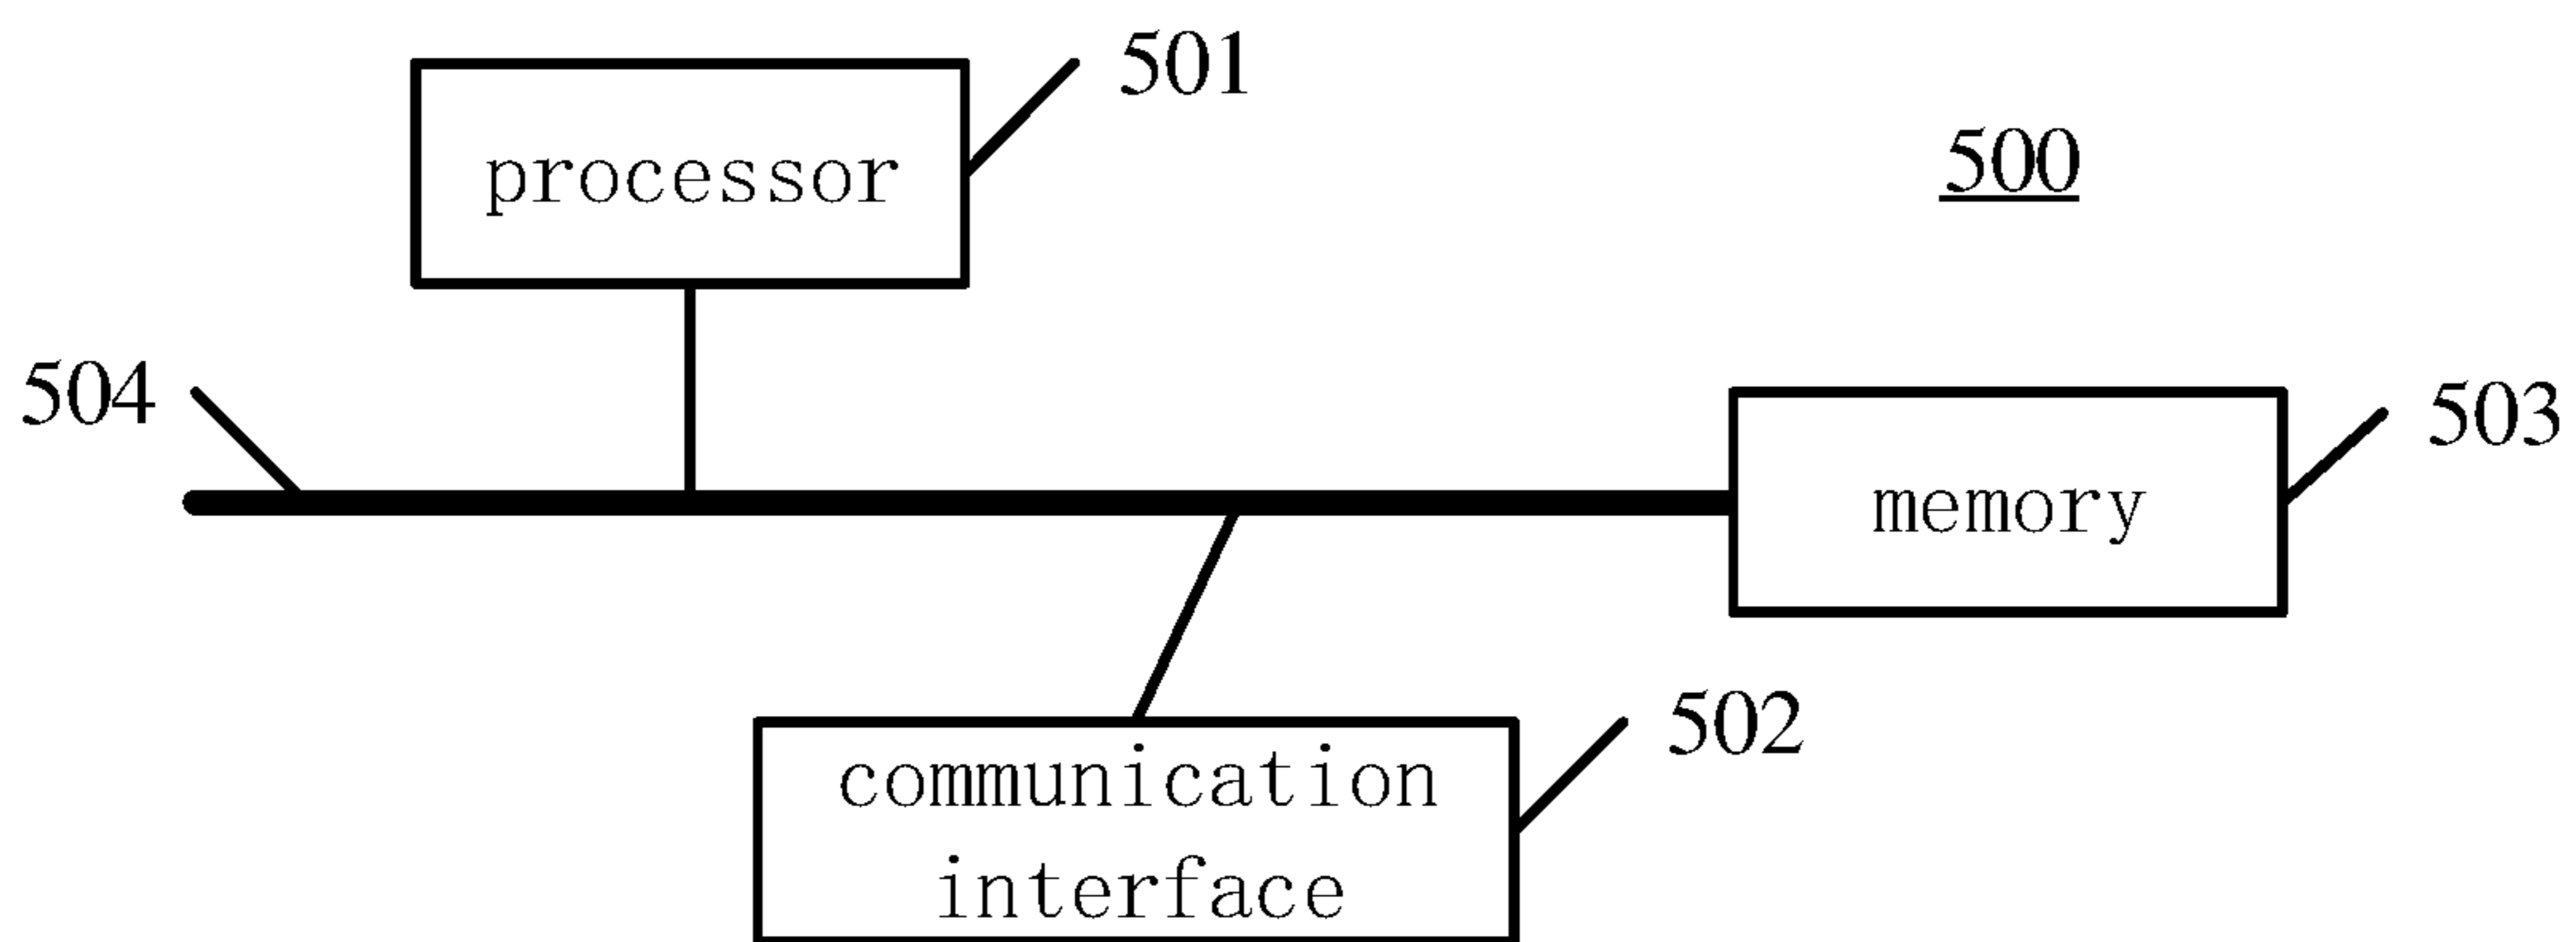 501
processor
500
504
503
memory
502
communication
interface